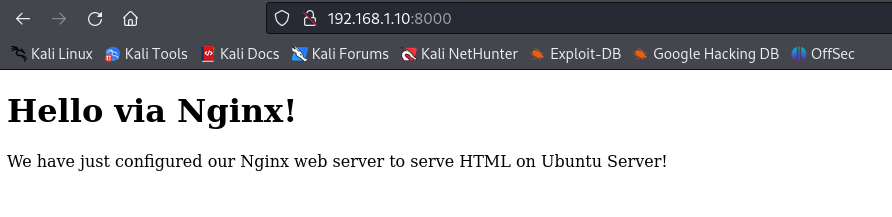 192.168.1.10:8000
Kali Linux Kali Tools Kali Docs Kali Forums Kali NetHunter Exploit-DB Google Hacking DB OffSec
Hello via Nginx!
We have just configured our Nginx web server to serve HTML on Ubuntu Server!